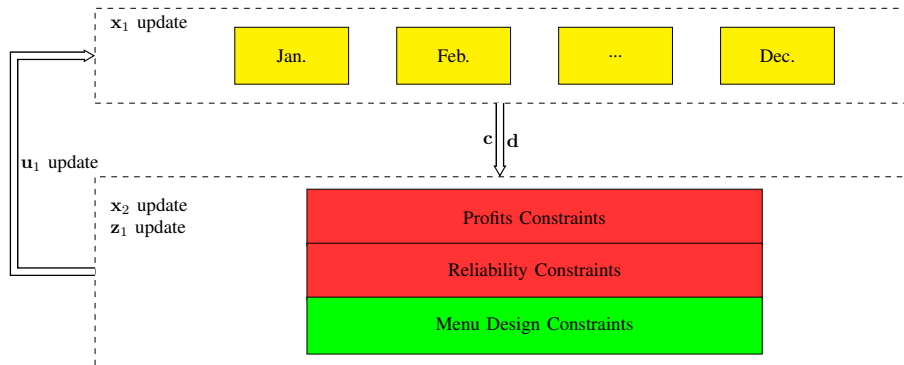 x₁ update
Jan. Feb. ... Dec.
c d
u₁ update
x₂ update
z₁ update
Profits Constraints
Reliability Constraints
Menu Design Constraints